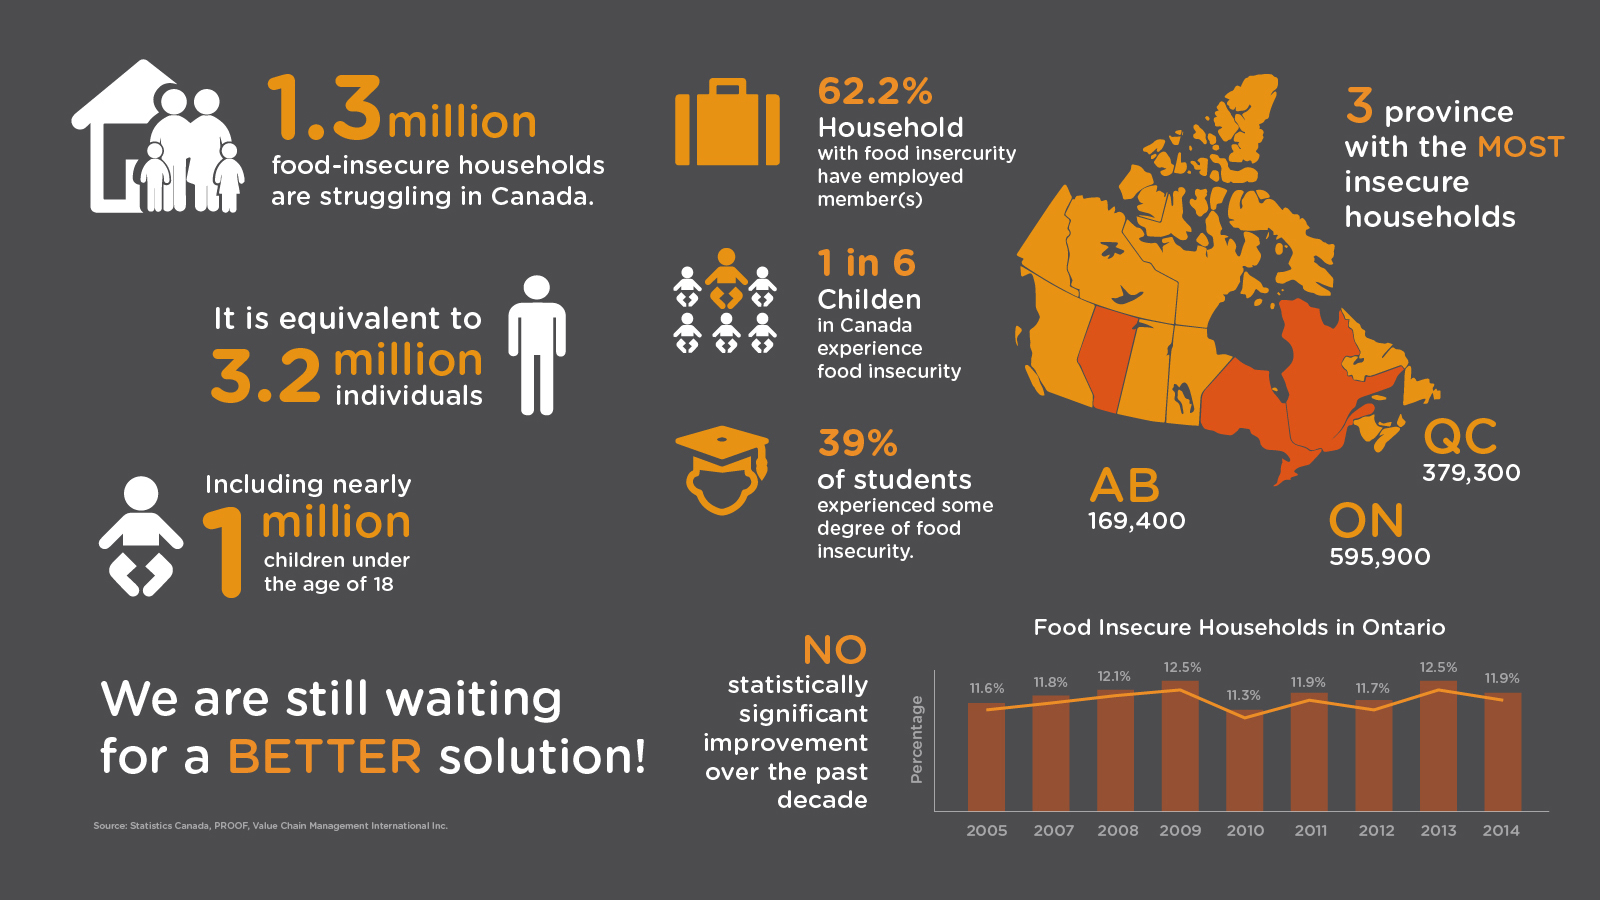 1.3 million
food-insecure households
are struggling in Canada.
It is equivalent to
3.2 million
individuals
Including nearly
1 million
children under
the age of 18
We are still waiting
for a BETTER solution!
Source: Statistics Canada, PROOF, Value Chain Management International Inc.
62.2%
Household
with food insercurity
have employed
member(s)
1 in 6
Childen
in Canada
experience
food insecurity
39%
of students
experienced some
degree of food
insecurity.
3 province
with the MOST
insecure
households
QC
379,300
AB
169,400
ON
595,900
NO
statistically
significant
improvement
over the past
decade
Food Insecure Households in Ontario
Percentage
11.6% 11.8% 12.1% 12.5% 11.3% 11.9% 11.7% 12.5% 11.9%
2005 2007 2008 2009 2010 2011 2012 2013 2014